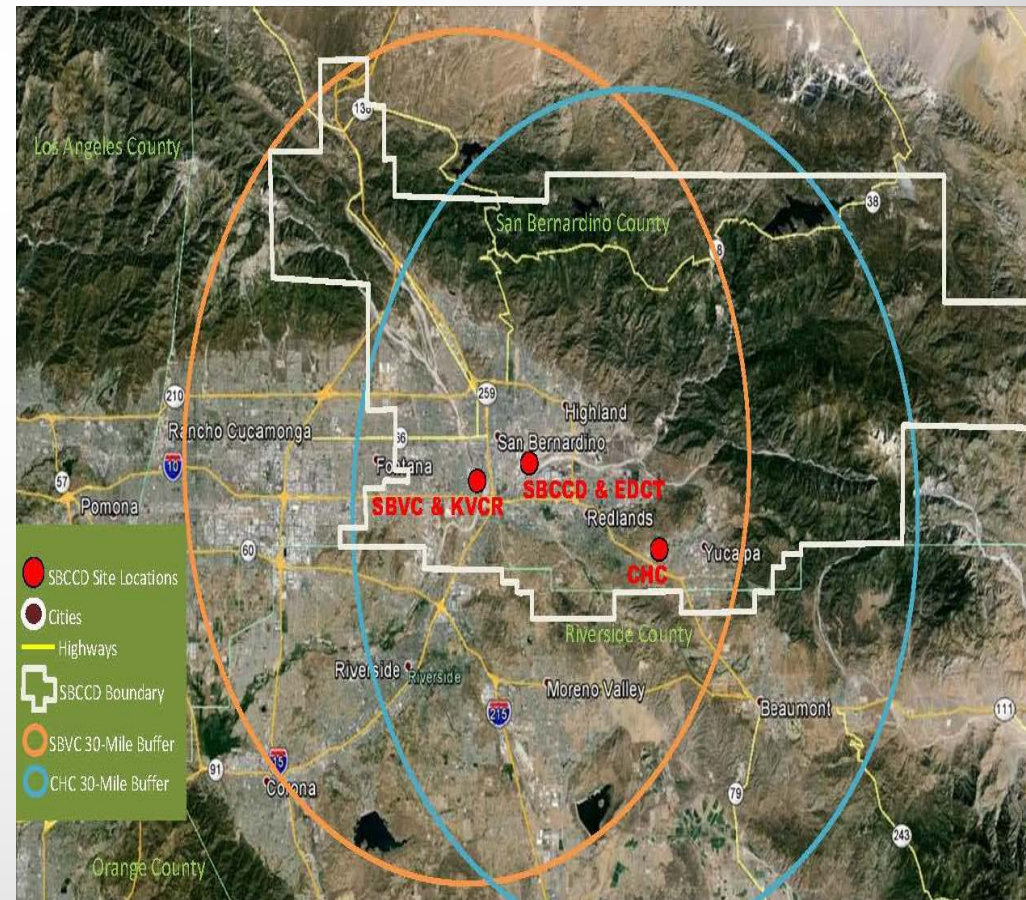 138
Los Angeles County
38
San Bernardino County
8
210
259
Highland
Rancho Cucamonga
66
San Bernardino
10
Fontana
57
SBVC & KVCR
SBCCD & EDCT
Pomona
Redlands
60
Yucaipa
CHC
SBCCD Site Locations
Cities
Highways
SBCCD Boundary
SBVC 30-Mile Buffer
CHC 30-Mile Buffer
Riverside County
Riverside
Riverside
Moreno Valley
215
Beaumont
111
15
91
Corona
79
243
Orange County